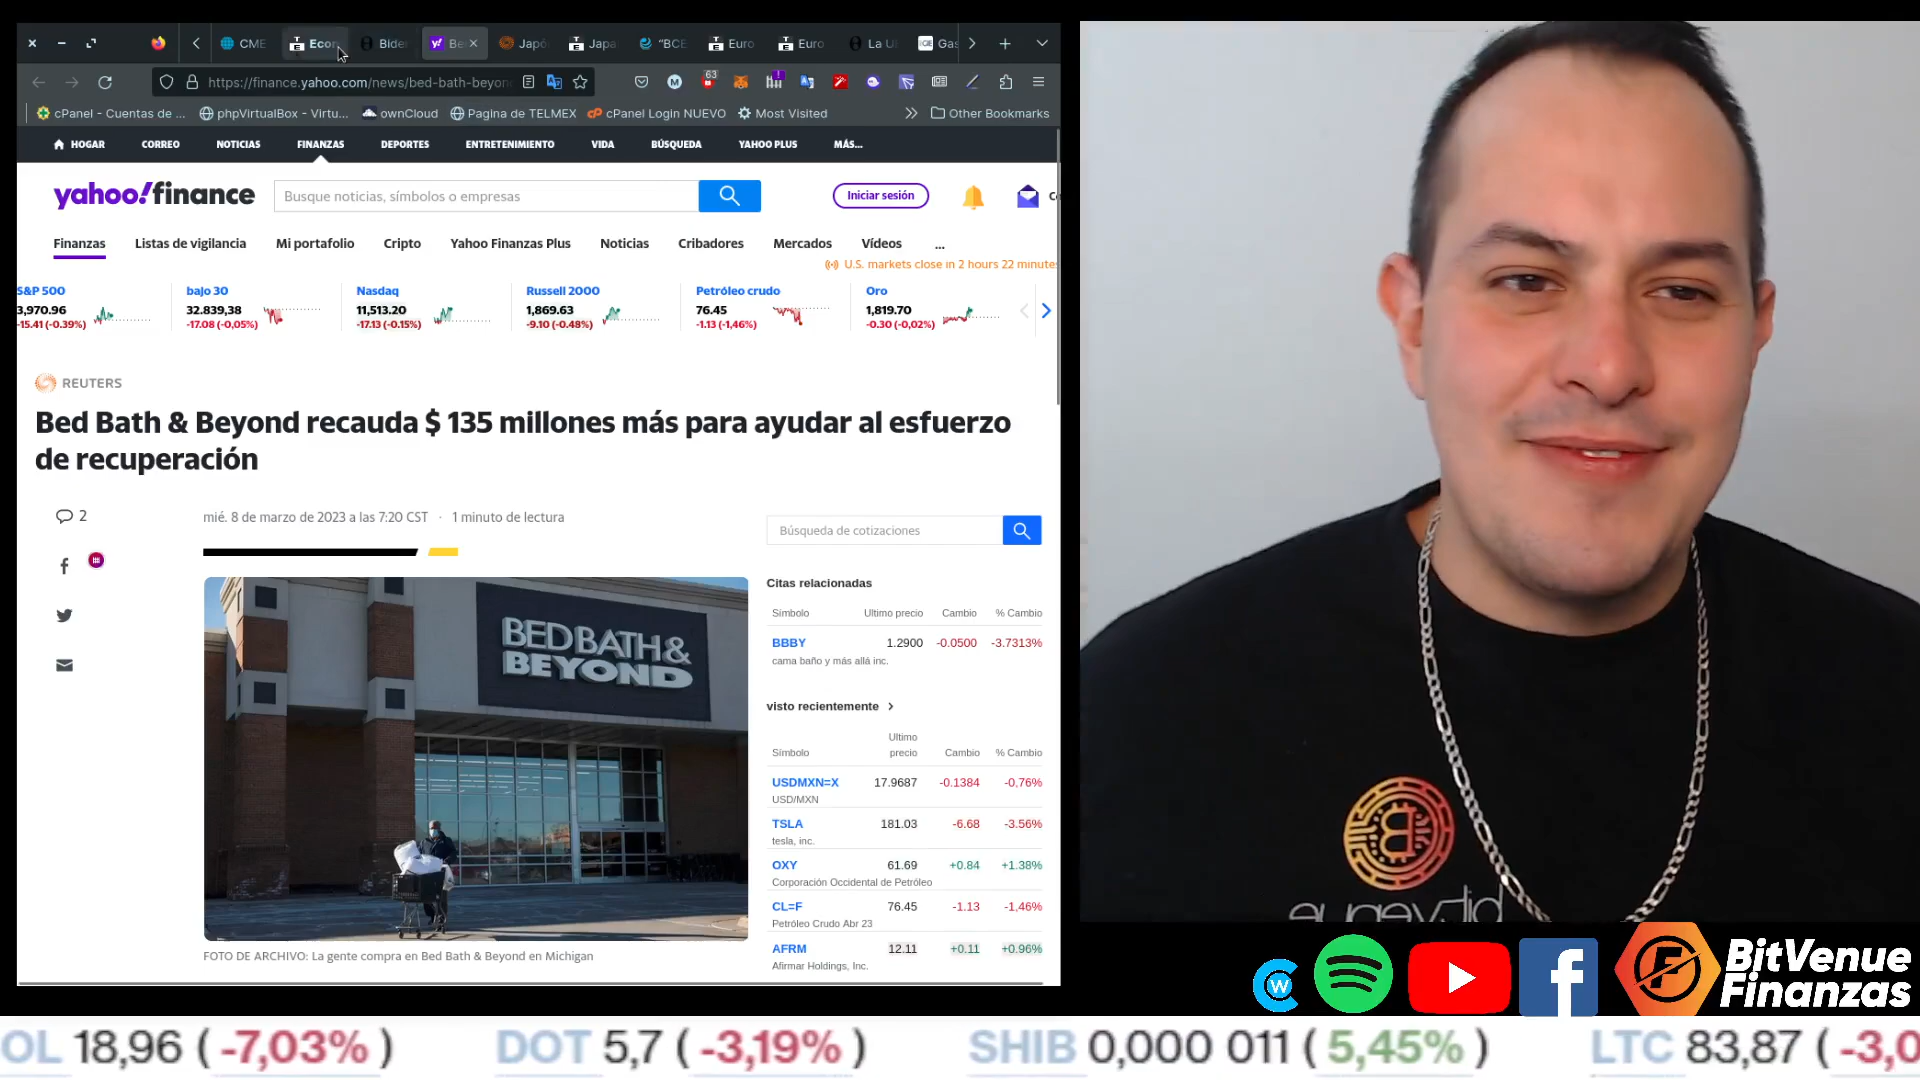 CME
Econ
Biden
Be
Japó
Japa
"BCE
Euro
Euro
La U
Gas
https://finance.yahoo.com/news/bed-bath-beyon
63
cPanel - Cuentas de ...
phpVirtualBox - Virtu...
ownCloud
Pagina de TELMEX
cPanel Login NUEVO
Most Visited
Other Bookmarks
HOGAR
CORREO
NOTICIAS
FINANZAS
DEPORTES
ENTRETENIMIENTO
VIDA
BÚSQUEDA
YAHOO PLUS
MÁS...
yahoo!finance
Busque noticias, símbolos o empresas
Iniciar sesión
Finanzas
Listas de vigilancia
Mi portafolio
Cripto
Yahoo Finanzas Plus
Noticias
Cribadores
Mercados
Vídeos
...
U.S. markets close in 2 hours 22 minute
S&P 500
3,970.96
-15.41 (-0.39%)
bajo 30
32.839,38
-17.08 (-0,05%)
Nasdaq
11,513.20
-17.13 (-0.15%)
Russell 2000
1,869.63
-9.10 (-0.48%)
Petróleo crudo
76.45
-1.13 (-1,46%)
Oro
1,819.70
-0.30 (-0,02%)
REUTERS
Bed Bath & Beyond recauda $ 135 millones más para ayudar al esfuerzo
de recuperación
2
mié. 8 de marzo de 2023 a las 7:20 CST · 1 minuto de lectura
BED BATH &
BEYOND
FOTO DE ARCHIVO: La gente compra en Bed Bath & Beyond en Michigan
Búsqueda de cotizaciones
Citas relacionadas
Símbolo Ultimo precio Cambio % Cambio
BBBY 1.2900 -0.0500 -3.7313%
cama baño y más allá inc.
visto recientemente
Ultimo
Símbolo precio Cambio % Cambio
USDMXN=X 17.9687 -0.1384 -0,76%
USD/MXN
TSLA 181.03 -6.68 -3.56%
tesla, inc.
OXY 61.69 +0.84 +1.38%
Corporación Occidental de Petróleo
CL=F 76.45 -1.13 -1,46%
Petróleo Crudo Abr 23
AFRM 12.11 +0.11 +0.96%
Afirmar Holdings, Inc.
BitVenue
Finanzas
OL 18,96 ( -7,03% )
DOT 5,7 ( -3,19% )
SHIB 0,000 011 ( 5,45% )
LTC 83,87 ( -3,0